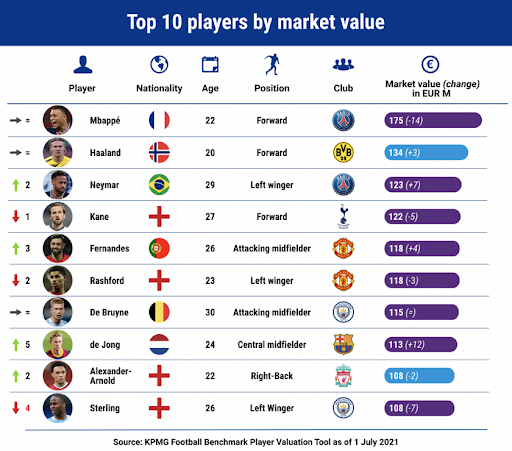 Top 10 players by market value
Player Nationality Age Position Club Market value (change)
in EUR M
= Mbappé 22 Forward 175 (-14)
= Haaland 20 Forward BVB 09 134 (+3)
2 Neymar 29 Left winger 123 (+7)
1 Kane 27 Forward 122 (-5)
3 Fernandes 26 Attacking midfielder 118 (+4)
2 Rashford 23 Left winger 118 (-3)
= De Bruyne 30 Attacking midfielder 115 (=)
5 de Jong 24 Central midfielder 113 (+12)
2 Alexander-
Arnold 22 Right-Back 108 (-2)
4 Sterling 26 Left Winger 108 (-7)
Source: KPMG Football Benchmark Player Valuation Tool as of 1 July 2021